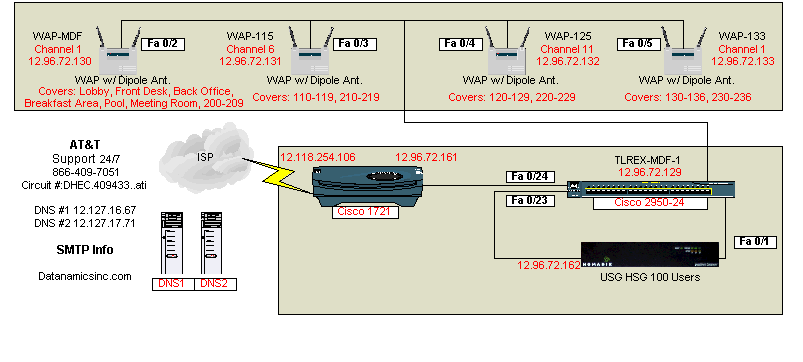 WAP-MDF
Channel 1
12.96.72.130
Fa 0/2
WAP w/ Dipole Ant.
Covers: Lobby, Front Desk, Back Office,
Breakfast Area, Pool, Meeting Room, 200-209
WAP-115
Channel 6
12.96.72.131
Fa 0/3
WAP w/ Dipole Ant.
Covers: 110-119, 210-219
Fa 0/4
WAP-125
Channel 11
12.96.72.132
WAP w/ Dipole Ant.
Covers: 120-129, 220-229
Fa 0/5
WAP-133
Channel 1
12.96.72.133
WAP w/ Dipole Ant.
Covers: 130-136, 230-236
AT&T
Support 24/7
866-409-7051
Circuit #:DHEC.409433..ati
DNS #1 12.127.16.67
DNS #2 12.127.17.71
SMTP Info
Datanamicsinc.com
ISP
DNS1
DNS2
12.118.254.106
12.96.72.161
Cisco 1721
Fa 0/24
Fa 0/23
TLREX-MDF-1
12.96.72.129
Cisco 2950-24
Fa 0/1
12.96.72.162
NOMADIX
USG HSG 100 Users